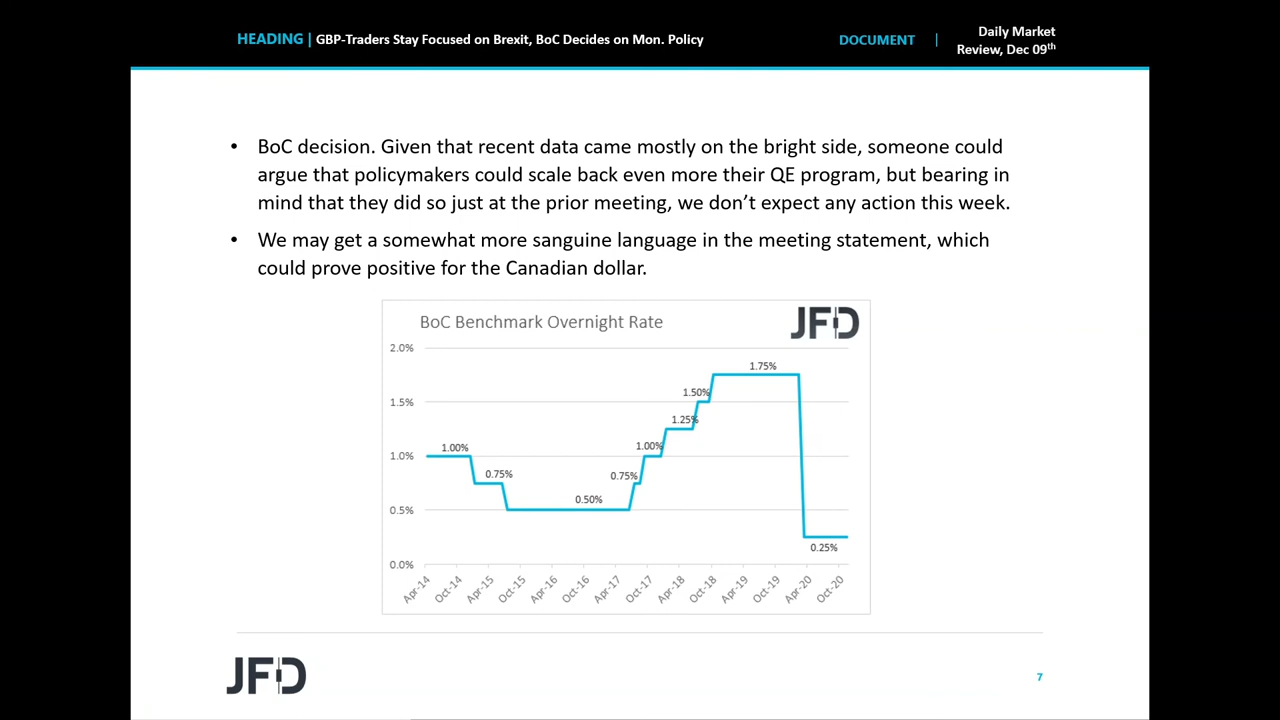 HEADING | GBP-Traders Stay Focused on Brexit, BoC Decides on Mon. Policy
DOCUMENT | Daily Market
Review, Dec 09th
• BoC decision. Given that recent data came mostly on the bright side, someone could
argue that policymakers could scale back even more their QE program, but bearing in
mind that they did so just at the prior meeting, we don’t expect any action this week.
• We may get a somewhat more sanguine language in the meeting statement, which
could prove positive for the Canadian dollar.
BoC Benchmark Overnight Rate
JFD
2.0%
1.5%
1.0%
0.5%
0.0%
1.00%
0.75%
0.50%
0.75%
1.00%
1.25%
1.50%
1.75%
0.25%
Apr-14
Oct-14
Apr-15
Oct-15
Apr-16
Oct-16
Apr-17
Oct-17
Apr-18
Oct-18
Apr-19
Oct-19
Apr-20
Oct-20
JFD
7